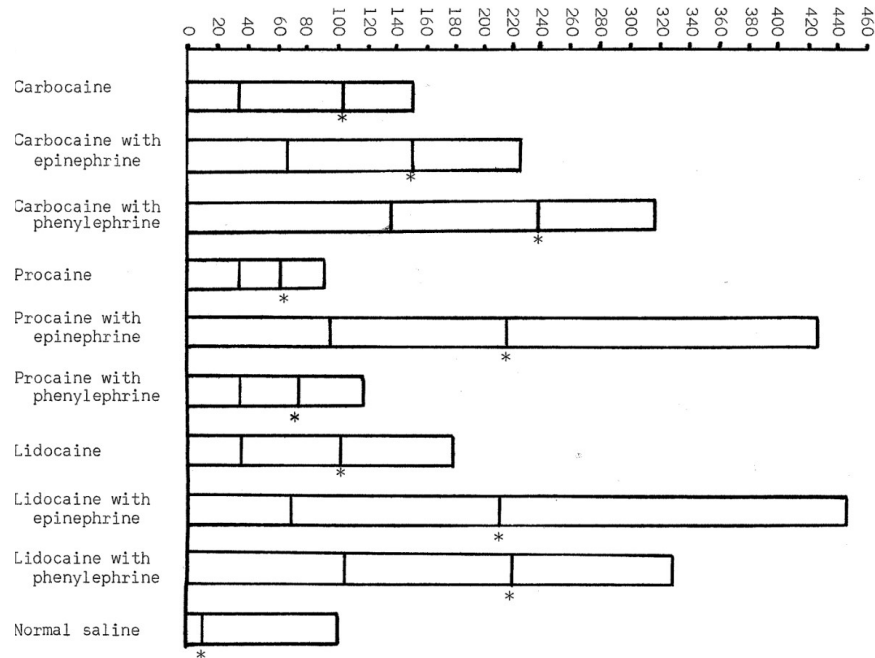 0 20 40 60 80 100 120 140 160 180 200 220 240 260 280 300 320 340 360 380 400 420 440 460
Carbocaine
*
Carbocaine with
epinephrine
*
Carbocaine with
phenylephrine
*
Procaine
*
Procaine with
epinephrine
*
Procaine with
phenylephrine
*
Lidocaine
*
Lidocaine with
epinephrine
*
Lidocaine with
phenylephrine
*
Normal saline
*